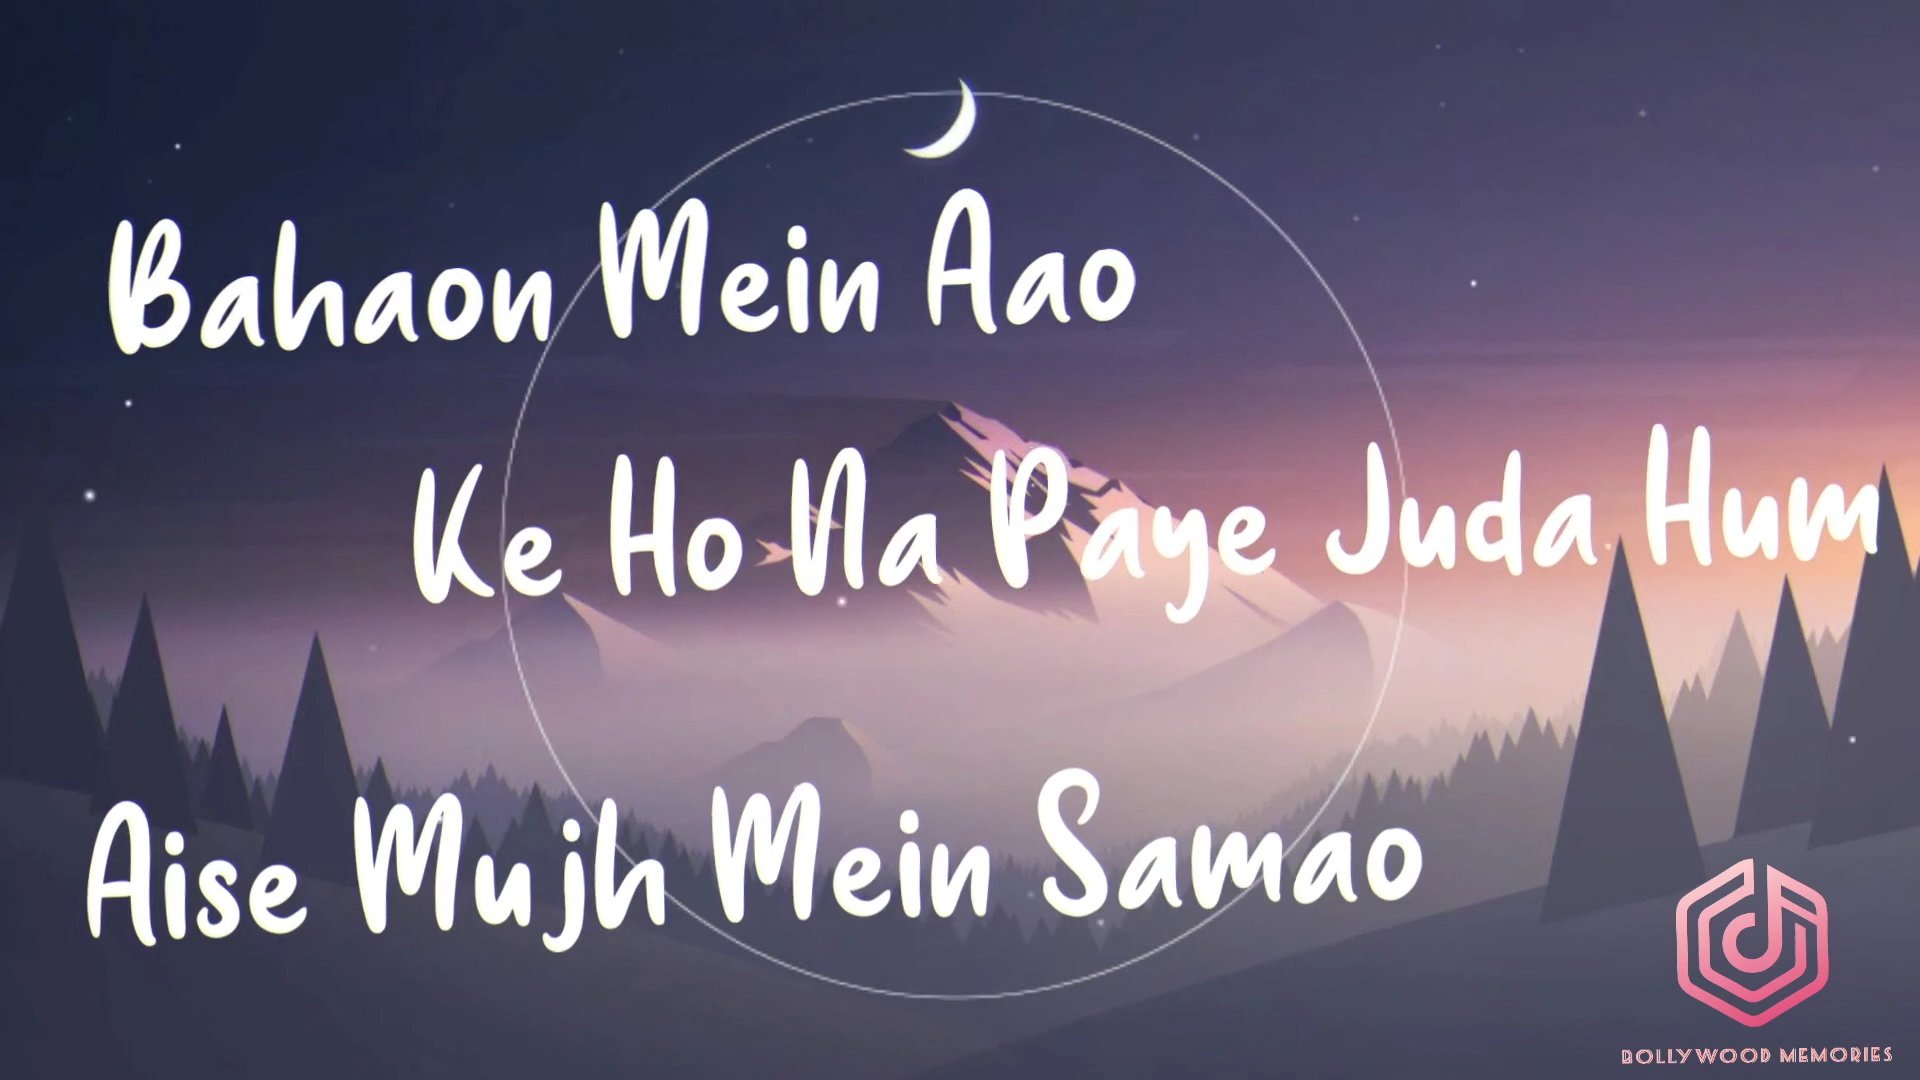 Bahaon Mein Aao
Ke Ho Na Paye Juda Hum
Aise Mujh Mein Samao
BOLLYWOOD MEMORIES